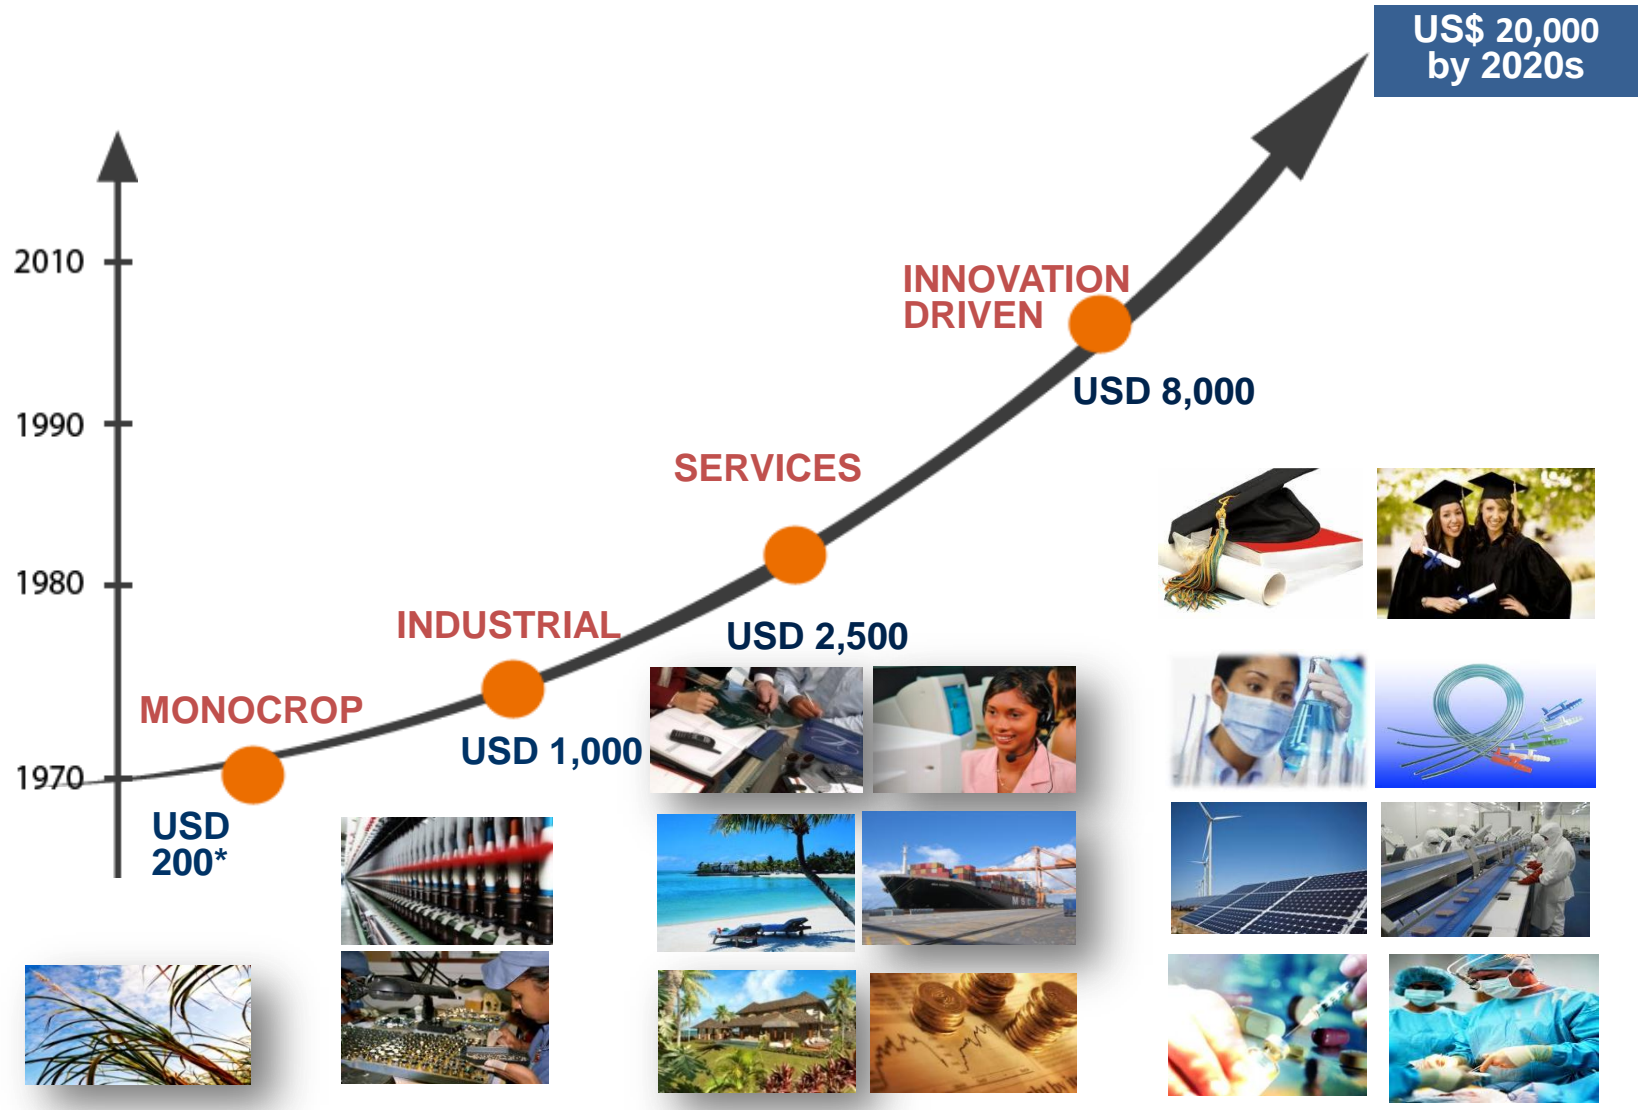 US$ 20,000
by 2020s
2010
INNOVATION
DRIVEN
USD 8,000
1990
SERVICES
1980
USD 2,500
INDUSTRIAL
USD 1,000
MONOCROP
1970
USD
200*